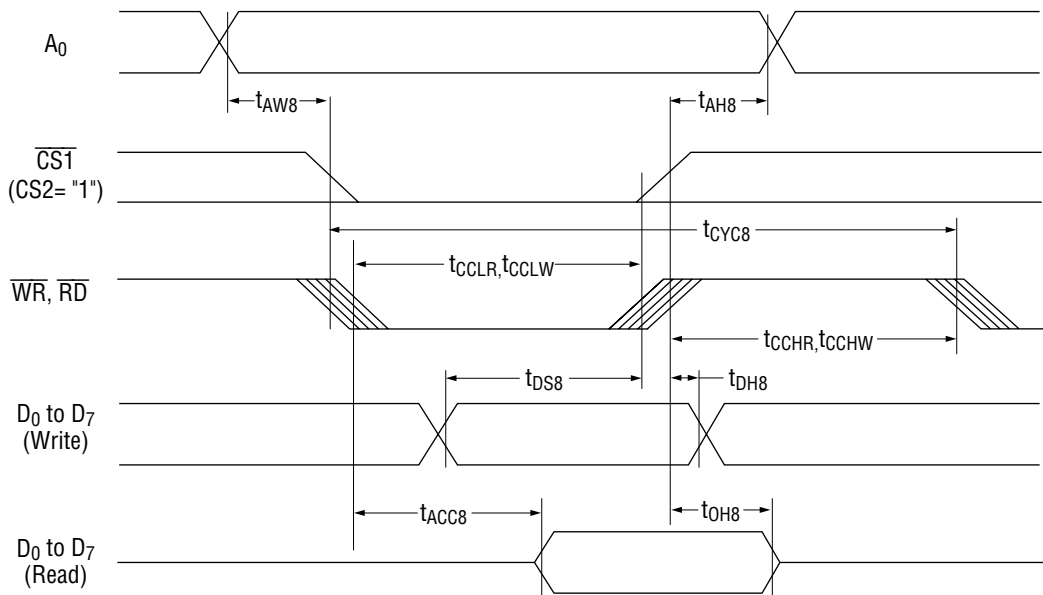 A0
tAW8
tAH8
CS1
(CS2= "1")
tCYC8
tCCLR,tCCLW
WR, RD
tCCHR,tCCHW
tDS8
tDH8
D0 to D7
(Write)
tACC8
tOH8
D0 to D7
(Read)